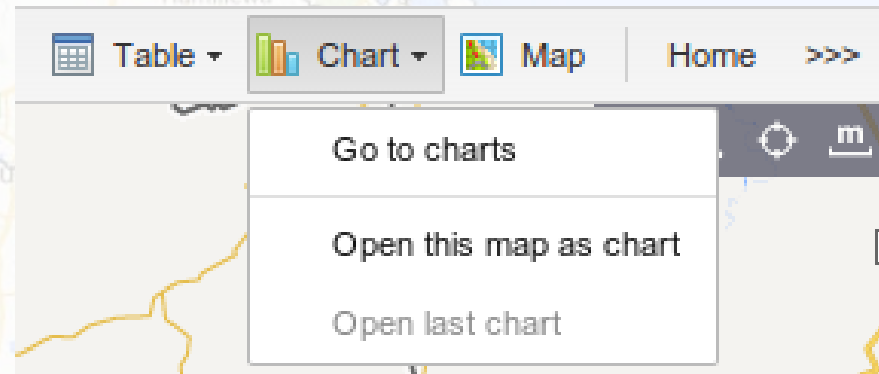 Table Chart Map Home >>>
m
Go to charts
Open this map as chart
Open last chart